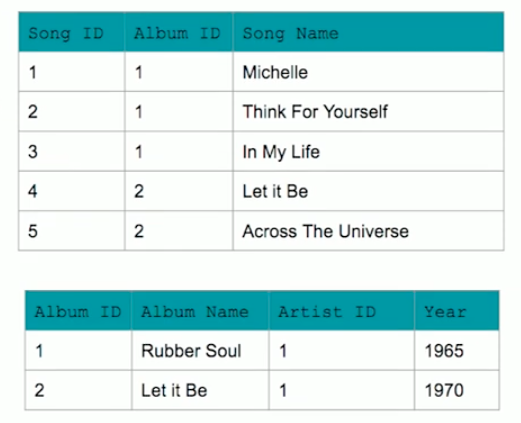 Song ID Album ID Song Name
1 1 Michelle
2 1 Think For Yourself
3 1 In My Life
4 2 Let it Be
5 2 Across The Universe
Album ID Album Name Artist ID Year
1 Rubber Soul 1 1965
2 Let it Be 1 1970